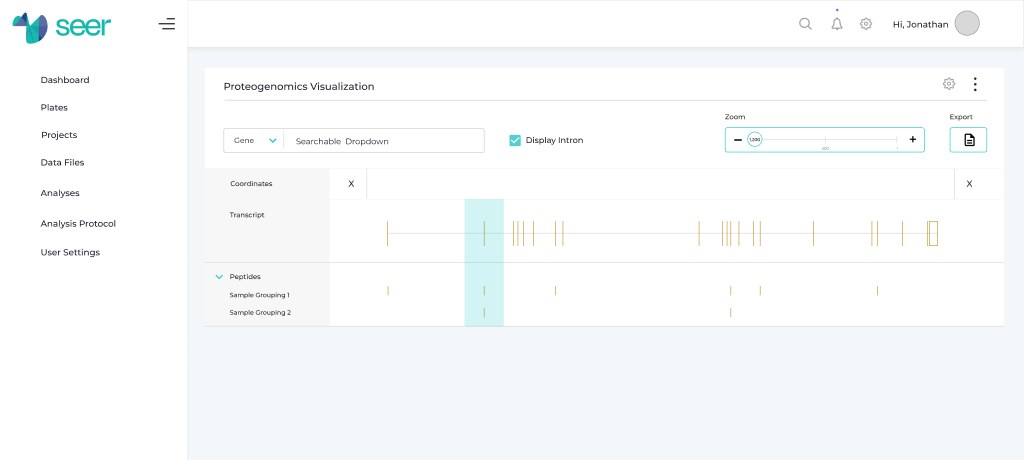 seer
Hi, Jonathan
Dashboard
Plates
Projects
Data Files
Analyses
Analysis Protocol
User Settings
Proteogenomics Visualization
Zoom
Export
Gene
Searchable Dropdown
Display Intron
Coordinates
X
X
Transcript
Peptides
Sample Grouping 1
Sample Grouping 2